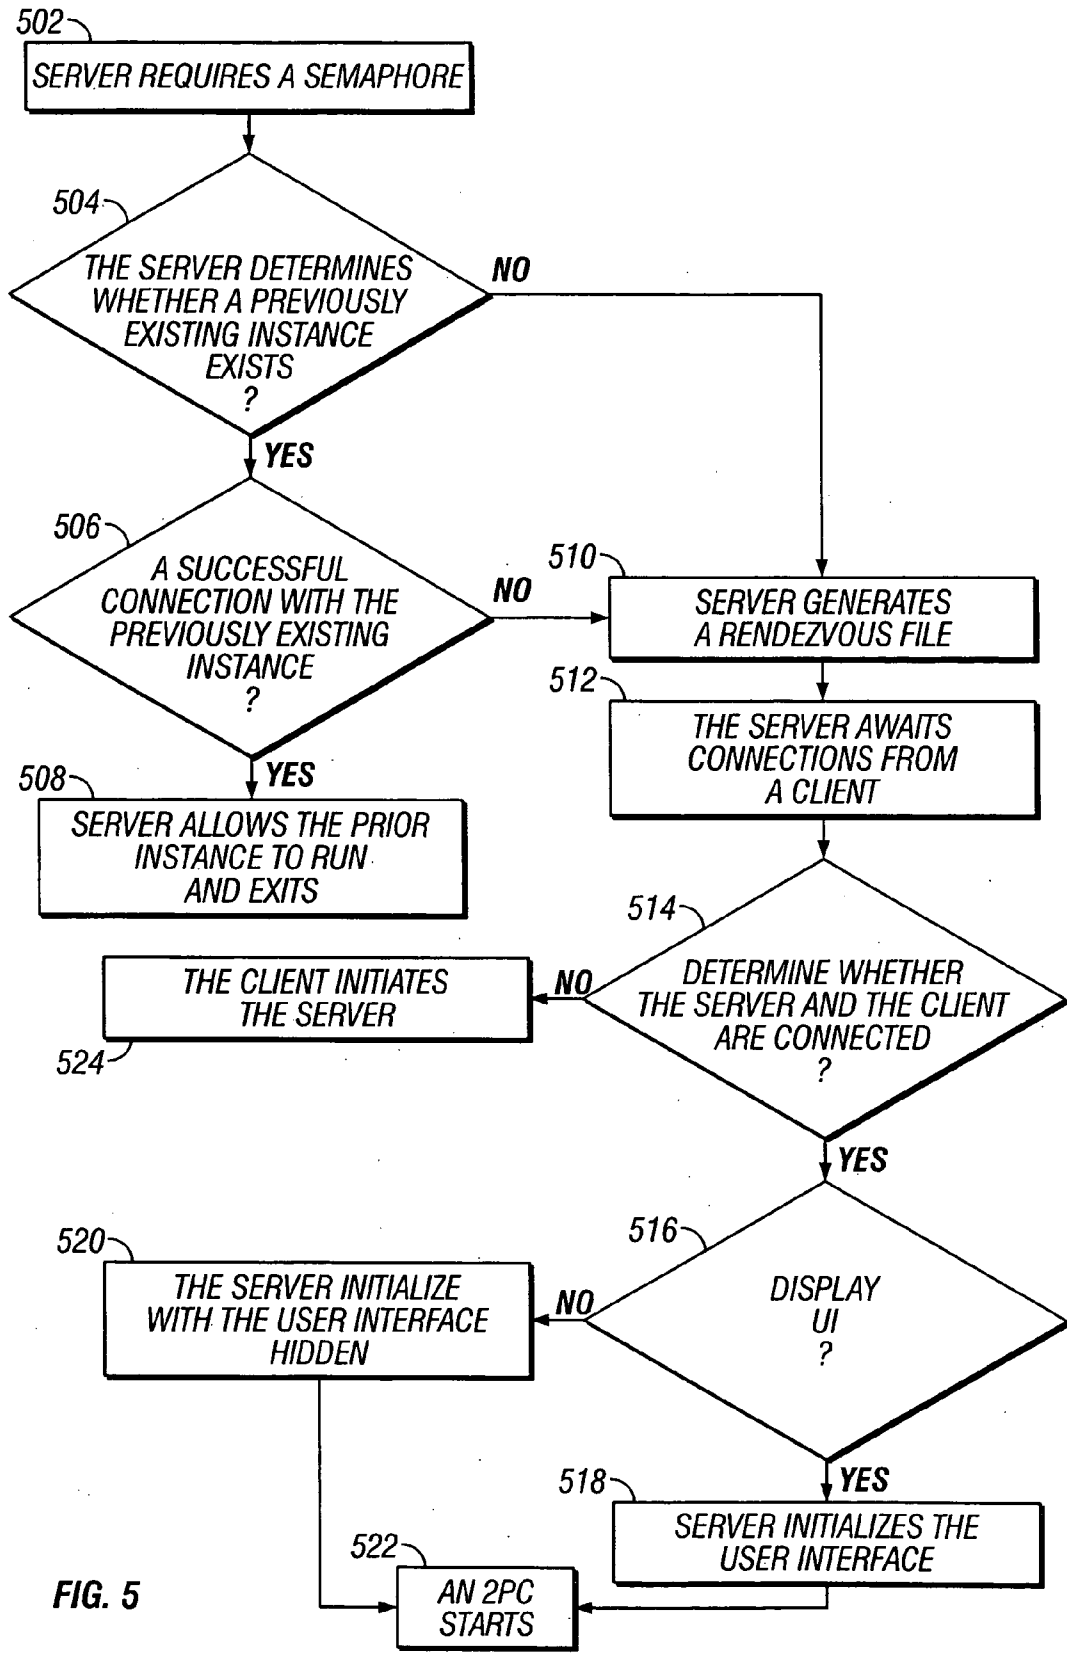 502
SERVER REQUIRES A SEMAPHORE
504
THE SERVER DETERMINES
WHETHER A PREVIOUSLY
EXISTING INSTANCE
EXISTS
?
NO
YES
506
A SUCCESSFUL
CONNECTION WITH THE
PREVIOUSLY EXISTING
INSTANCE
?
NO
YES
508
SERVER ALLOWS THE PRIOR
INSTANCE TO RUN
AND EXITS
510
SERVER GENERATES
A RENDEZVOUS FILE
512
THE SERVER AWAITS
CONNECTIONS FROM
A CLIENT
514
DETERMINE WHETHER
THE SERVER AND THE CLIENT
ARE CONNECTED
?
NO
THE CLIENT INITIATES
THE SERVER
524
YES
516
DISPLAY
UI
?
NO
520
THE SERVER INITIALIZE
WITH THE USER INTERFACE
HIDDEN
YES
518
SERVER INITIALIZES THE
USER INTERFACE
522
AN 2PC
STARTS
FIG. 5